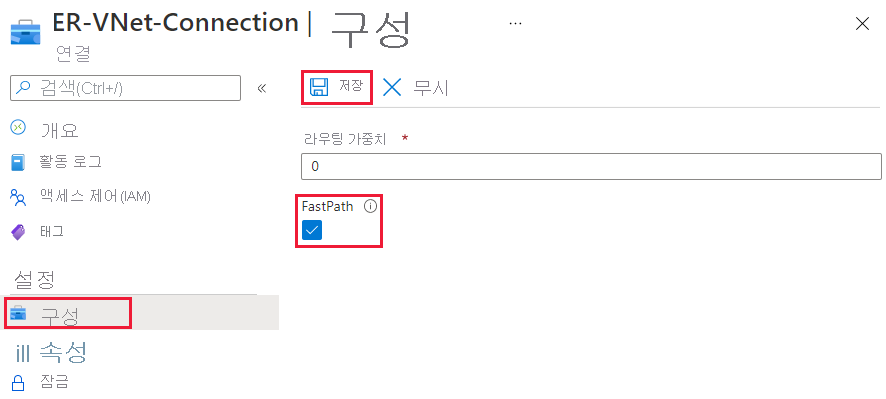 ER-VNet-Connection | 구성 ...
연결
검색(Ctrl+/) «
저장 무시
개요
활동 로그
액세스 제어(IAM)
태그
설정
구성
ill 속성
잠금
라우팅 가중치 *
0
FastPath